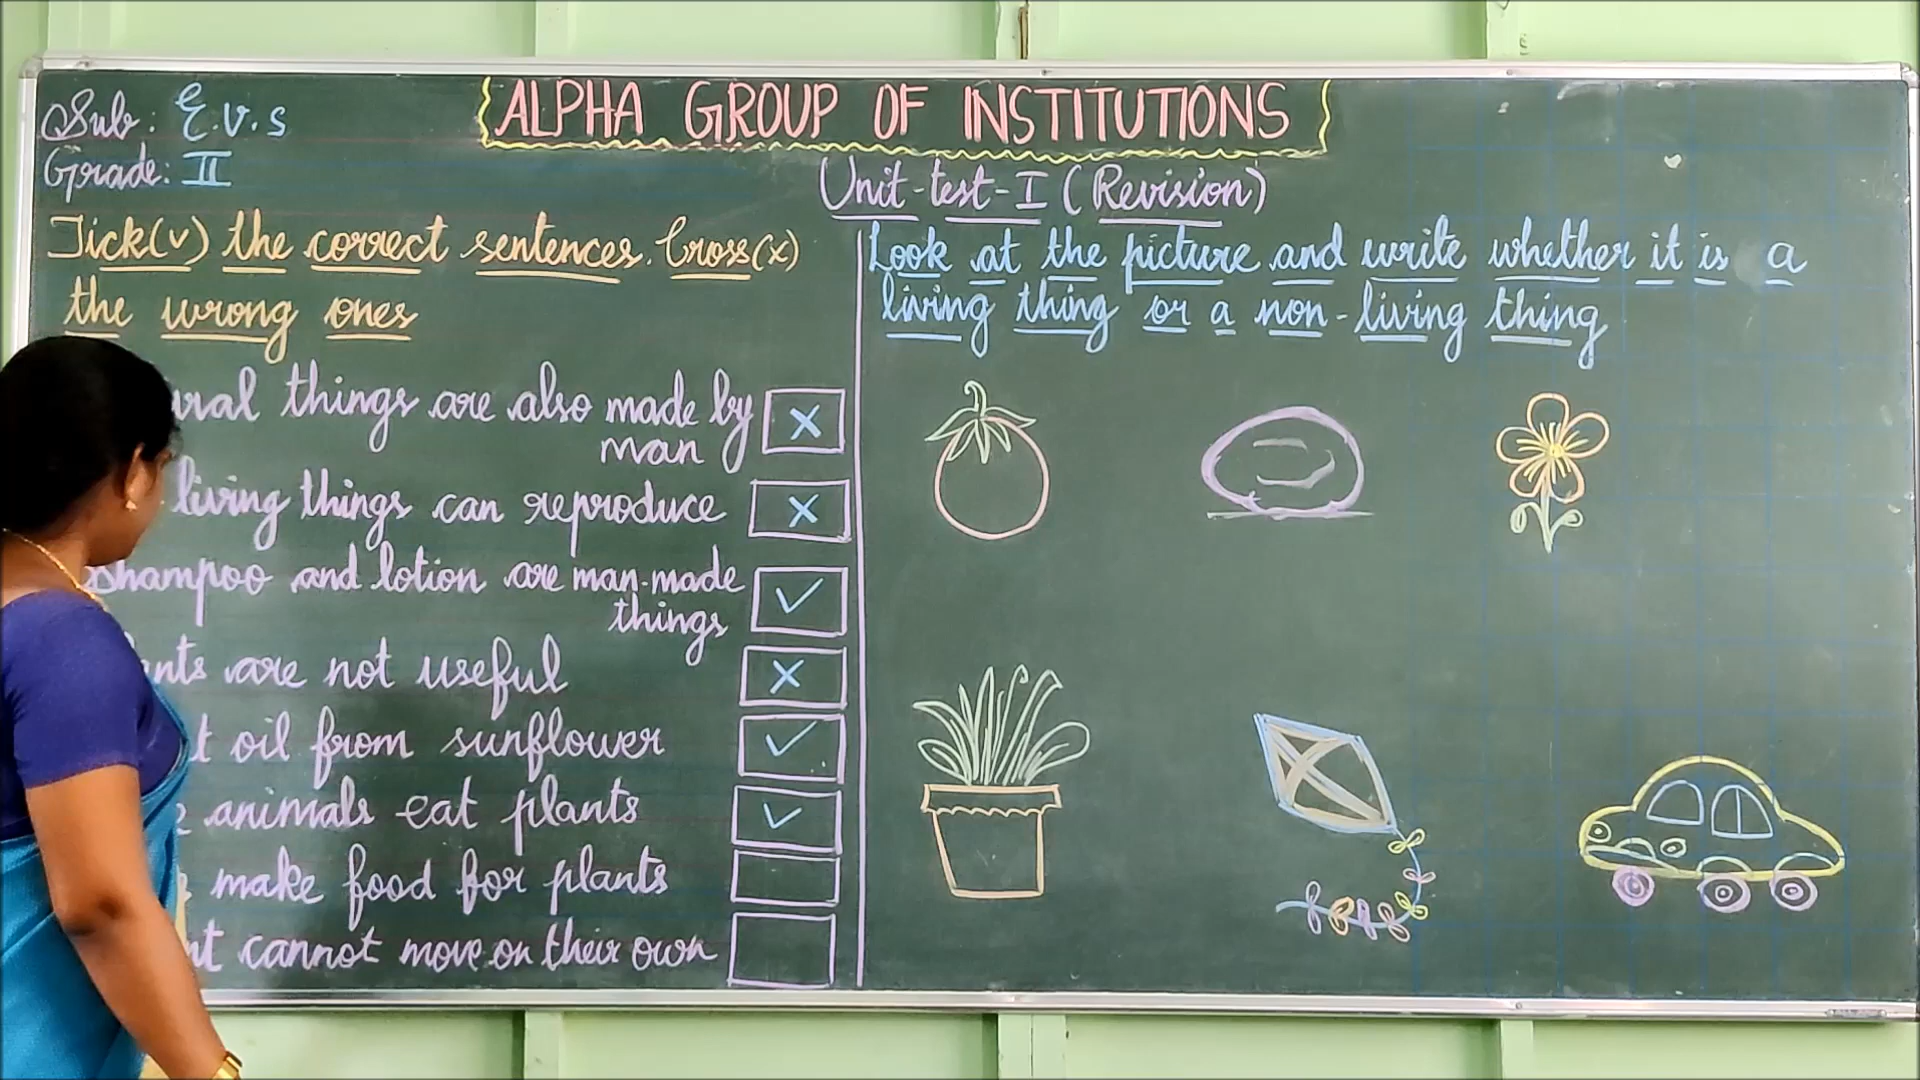 Sub: E.V.S
Grade: II
ALPHA GROUP OF INSTITUTIONS
Unit-test-I (Revision)
Tick(v) the correct sentences. Cross(x)
the wrong ones
things are also made by
man
X
living things can reproduce
X
Shampoo and lotion are man-made
things
✓
are not useful
X
oil from sunflower
✓
animals eat plants
✓
make food for plants
cannot move on their own
Look at the picture and write whether it is a
living thing or a non-living thing